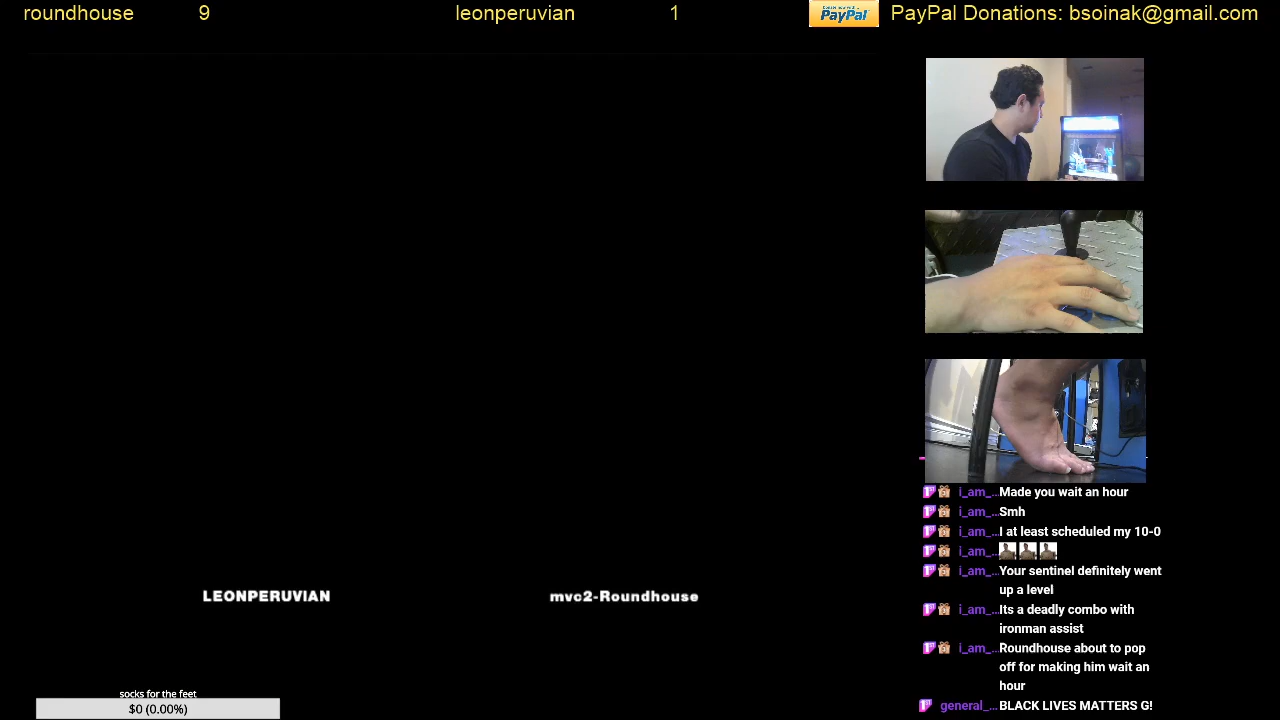 roundhouse 9 leonperuvian 1 PayPal PayPal Donations: bsoinak@gmail.com
i_am_... Made you wait an hour
i_am_... Smh
i_am_... I at least scheduled my 10-0
i_am_...
i_am_... Your sentinel definitely went
up a level
i_am_... Its a deadly combo with
ironman assist
i_am_... Roundhouse about to pop
off for making him wait an
hour
general_... BLACK LIVES MATTERS G!
LEONPERUVIAN mvc2-Roundhouse
socks for the feet
$0 (0.00%)